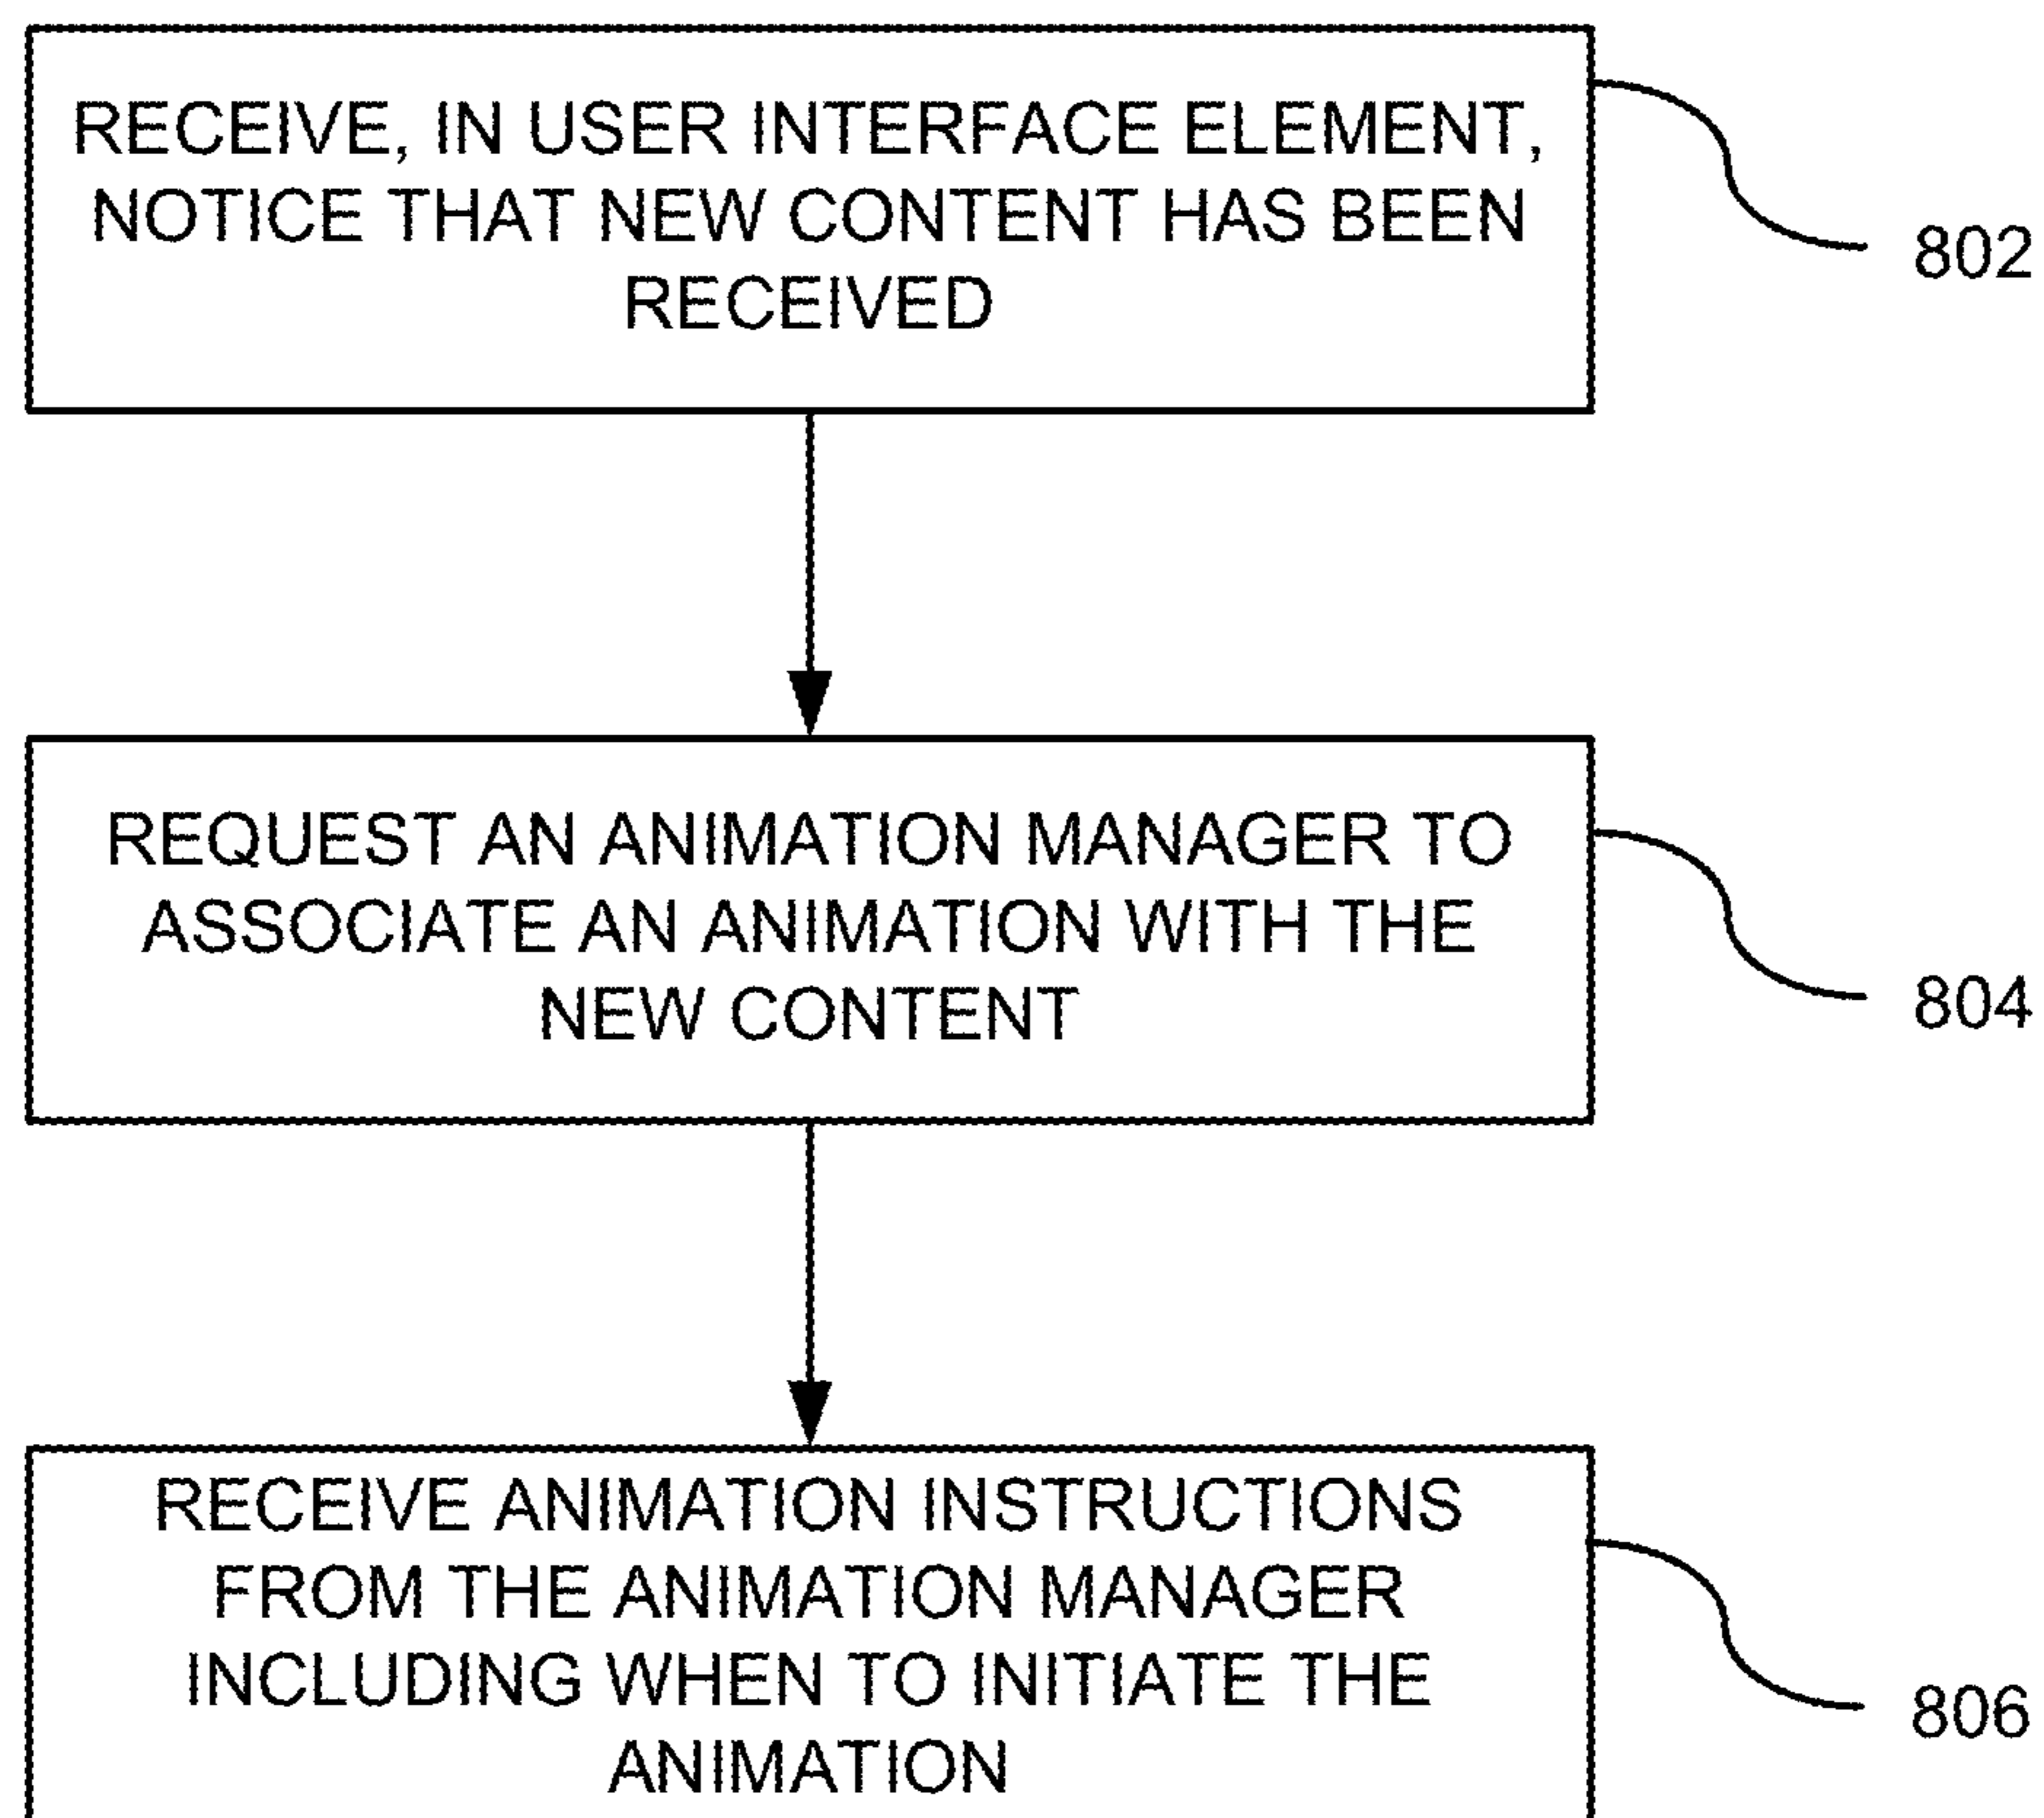 RECEIVE, IN USER INTERFACE ELEMENT,
NOTICE THAT NEW CONTENT HAS BEEN
RECEIVED
802
REQUEST AN ANIMATION MANAGER TO
ASSOCIATE AN ANIMATION WITH THE
NEW CONTENT
804
RECEIVE ANIMATION INSTRUCTIONS
FROM THE ANIMATION MANAGER
INCLUDING WHEN TO INITIATE THE
ANIMATION
806